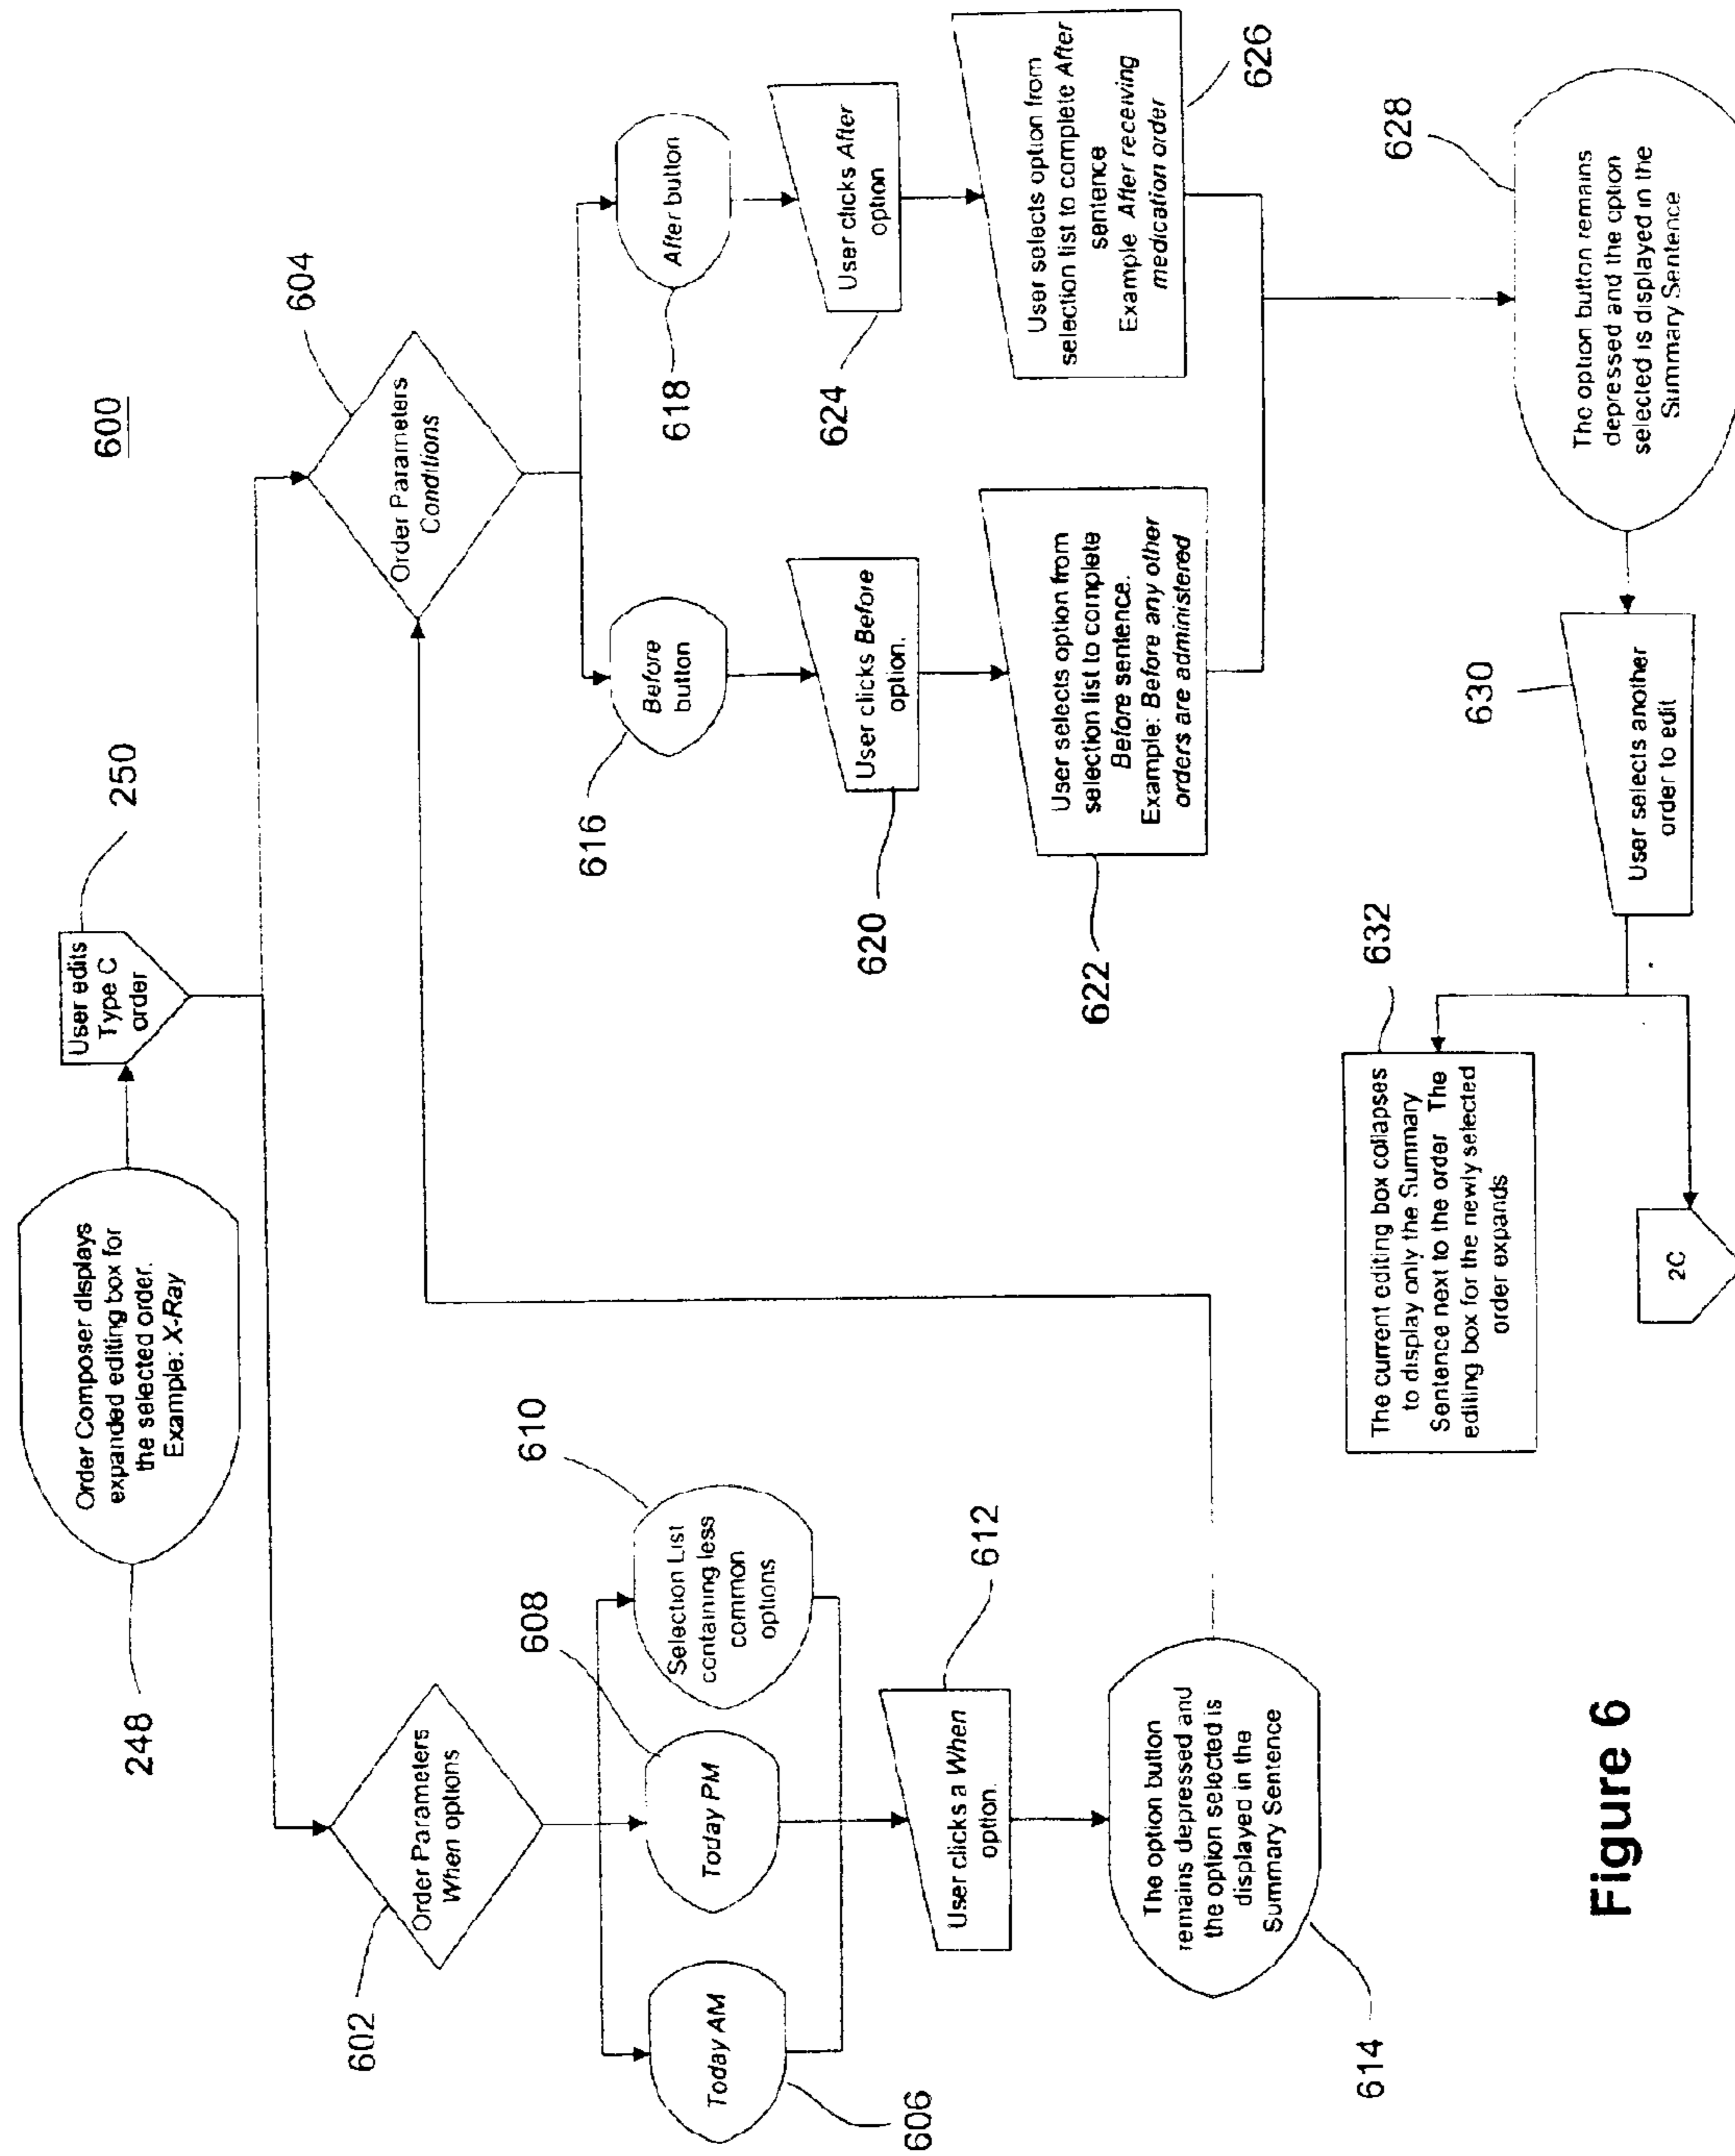 600
Order Composer displays
expanded editing box for
the selected order.
Example: X-Ray
248
User edits
Type C
order
250
Order Parameters
When options
602
Order Parameters
Conditions
604
Today AM
606
Today PM
608
Selection List
containing less
common
options
610
User clicks a When
option.
612
The option button
remains depressed and
the option selected is
displayed in the
Summary Sentence
614
Before
button
616
After button
618
User clicks Before
option.
620
User clicks After
option
624
User selects option from
selection list to complete
Before sentence.
Example: Before any other
orders are administered
622
User selects option from
selection list to complete After
sentence
Example After receiving
medication order
626
The option button remains
depressed and the option
selected is displayed in the
Summary Sentence
628
User selects another
order to edit
630
The current editing box collapses
to display only the Summary
Sentence next to the order The
editing box for the newly selected
order expands
632
2C
Figure 6